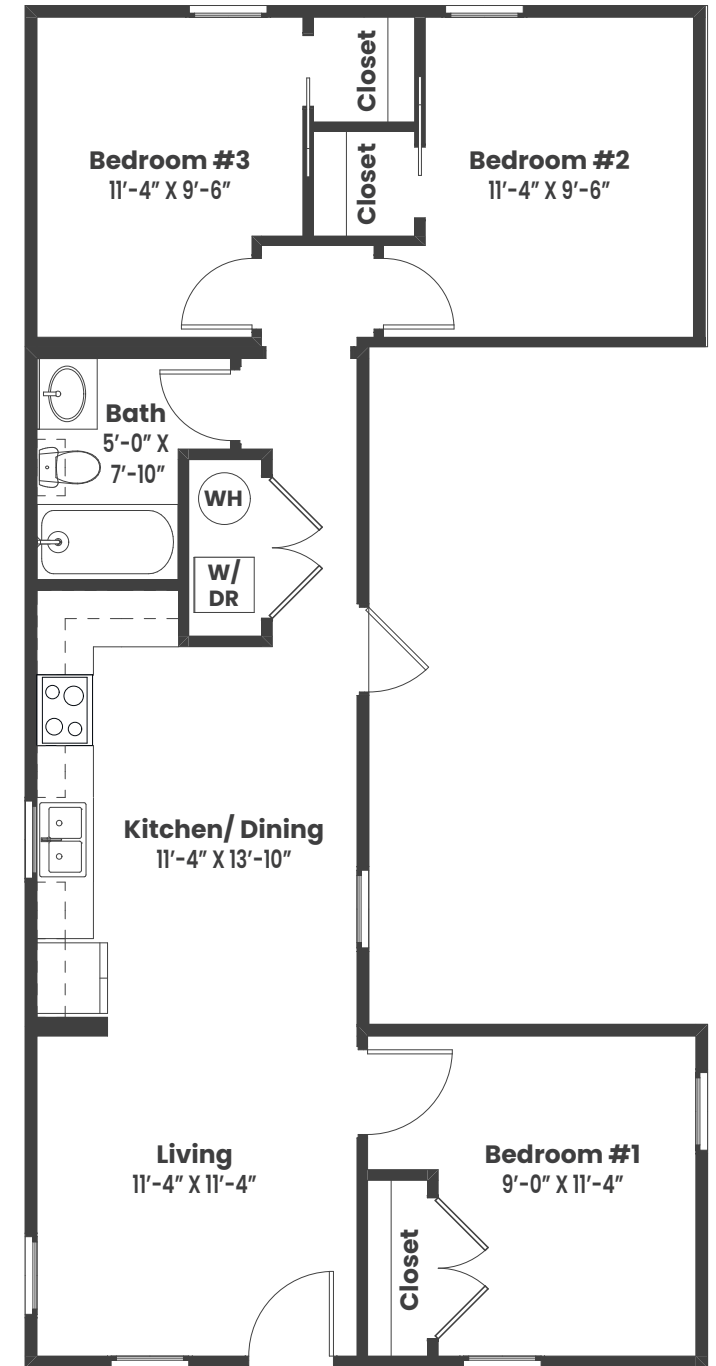 Closet
Bedroom #3
11’-4” X 9’-6”
Closet
Bedroom #2
11’-4” X 9’-6”
Bath
5’-0” X
7’-10”
WH
W/
DR
Kitchen/ Dining
11’-4” X 13’-10”
Living
11’-4” X 11’-4”
Bedroom #1
9’-0” X 11’-4”
Closet